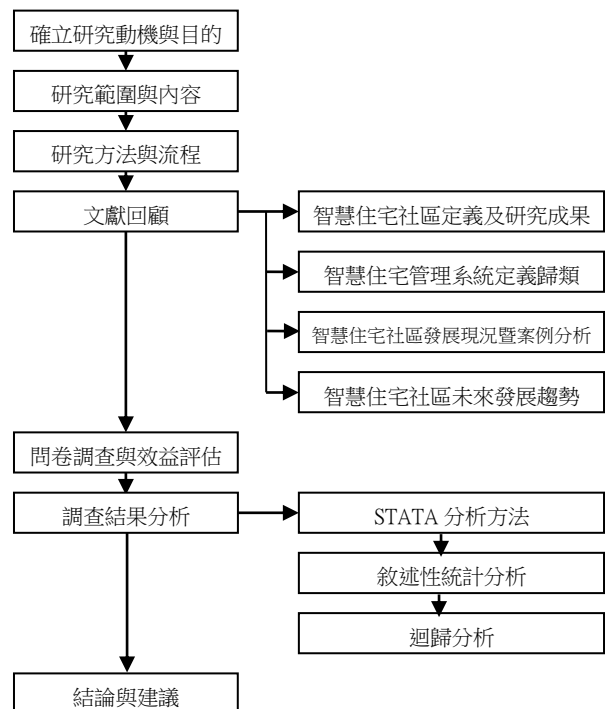 確立研究動機與目的
研究範圍與內容
研究方法與流程
文獻回顧
智慧住宅社區定義及研究成果
智慧住宅管理系統定義歸類
智慧住宅社區發展現況暨案例分析
智慧住宅社區未來發展趨勢
問卷調查與效益評估
調查結果分析
STATA 分析方法
敘述性統計分析
迴歸分析
結論與建議